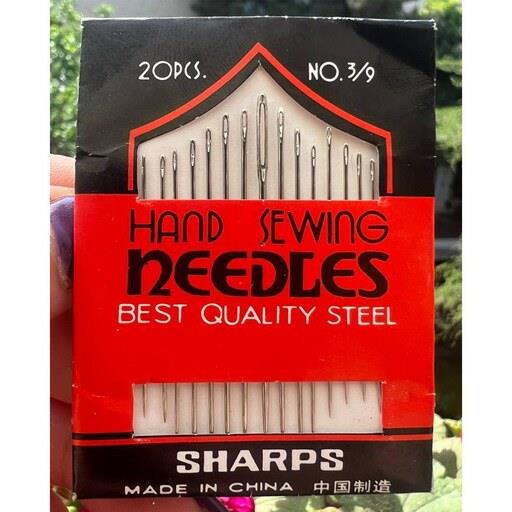 20PCS. NO. 3/9
HAND SEWING
NEEDLES
BEST QUALITY STEEL
SHARPS
MADE IN CHINA 中国制造